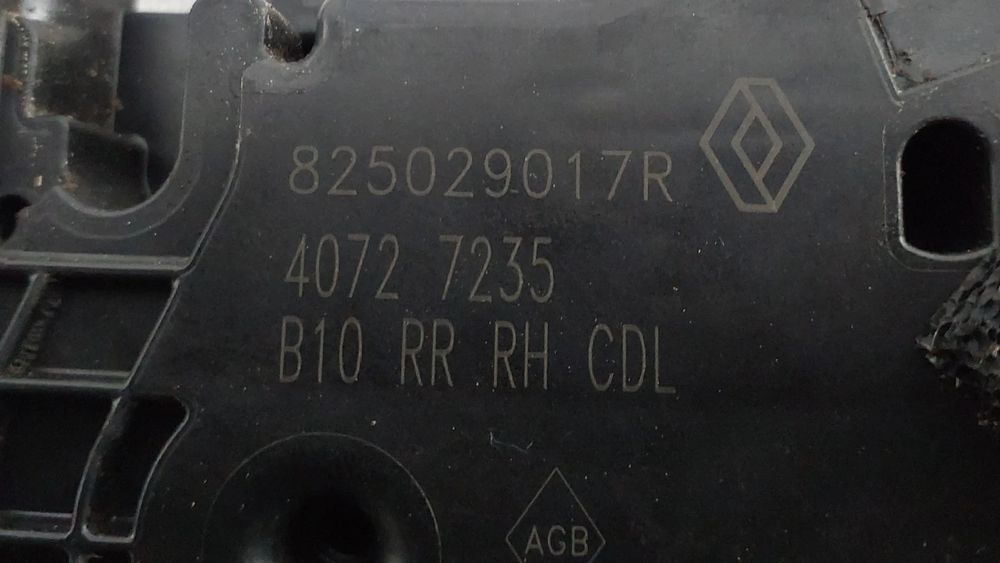 825029017R
4072 7235
B10 RR RH CDL
AGB